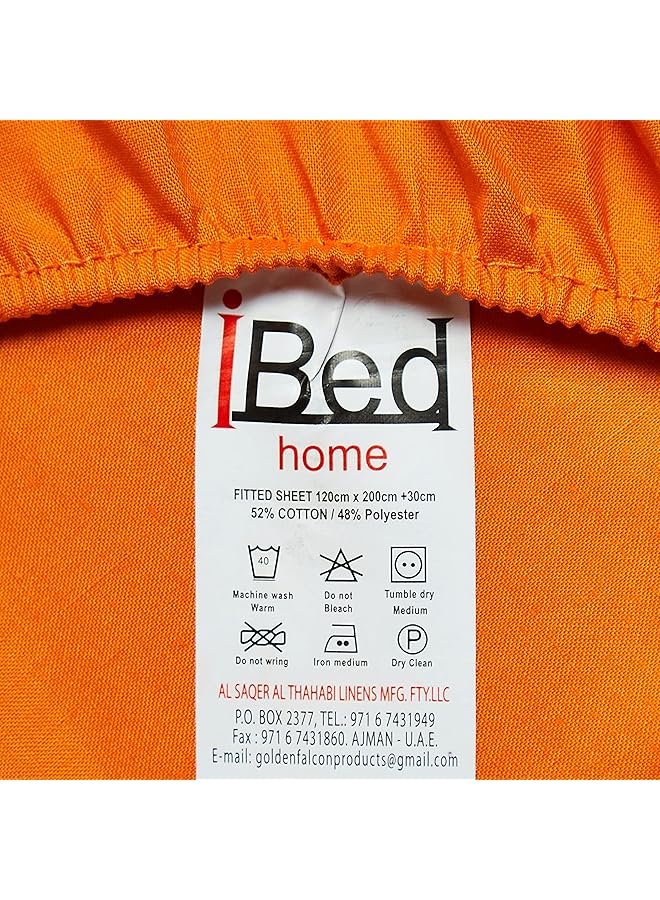 iBed
home
FITTED SHEET 120cm x 200cm +30cm
52% COTTON / 48% Polyester
40
Machine wash
Warm
Do not
Bleach
Tumble dry
Medium
P
Do not wring
Iron medium
Dry Clean
AL SAQER AL THAHABI LINENS MFG. FTY.LLC
P.O. BOX 2377, TEL.: 971 6 7431949
Fax : 971 6 7431860. AJMAN - U.A.E.
E-mail: goldenfalconproducts@gmail.com